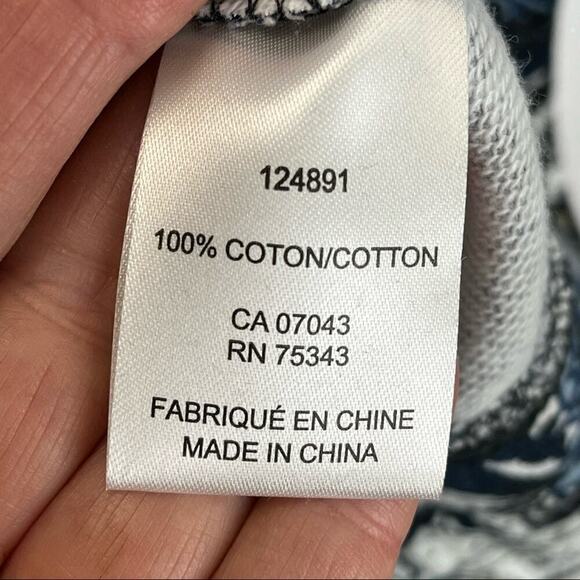 124891
100% COTON/COTTON
CA 07043
RN 75343
FABRIQUÉ EN CHINE
MADE IN CHINA